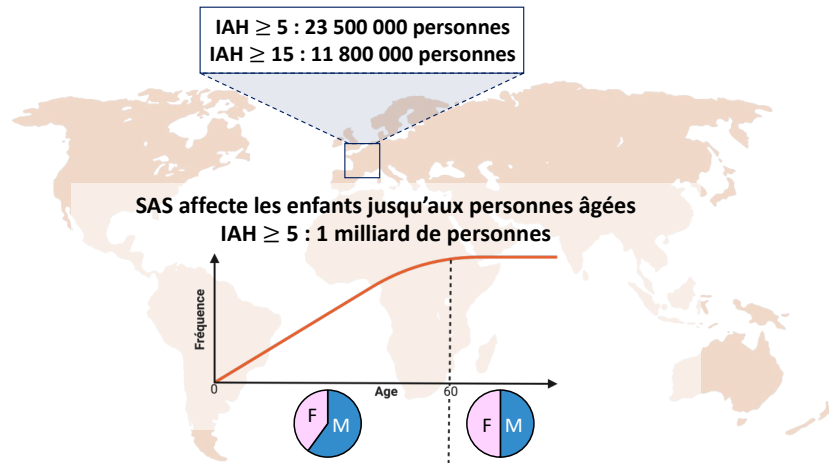 IAH ≥ 5 : 23 500 000 personnes
IAH ≥ 15 : 11 800 000 personnes
SAS affecte les enfants jusqu'aux personnes âgées
IAH ≥ 5 : 1 milliard de personnes
Fréquence
0
Age
60
F
M
F
M